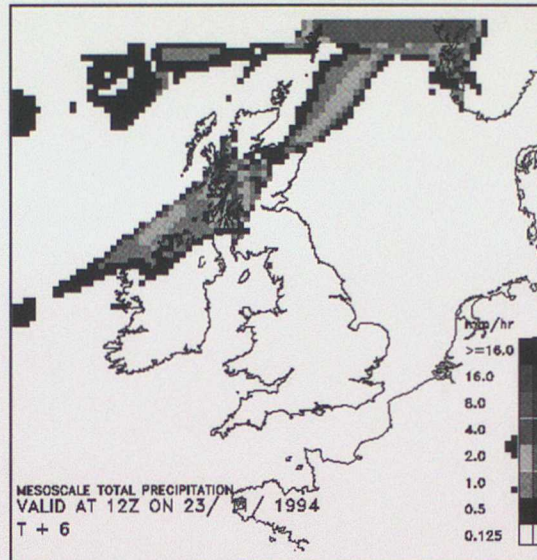 mm/hr
>=16.0
16.0
8.0
4.0
2.0
1.0
0.5
0.125
MESOSCALE TOTAL PRECIPITATION
VALID AT 12Z ON 23/ / 1994
T + 6